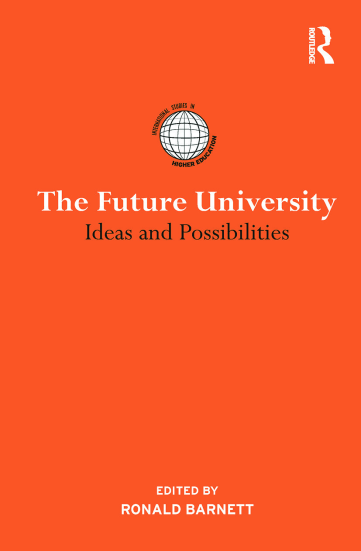 ROUTLEDGE
INTERNATIONAL STUDIES IN
HIGHER EDUCATION
The Future University
Ideas and Possibilities
EDITED BY
RONALD BARNETT